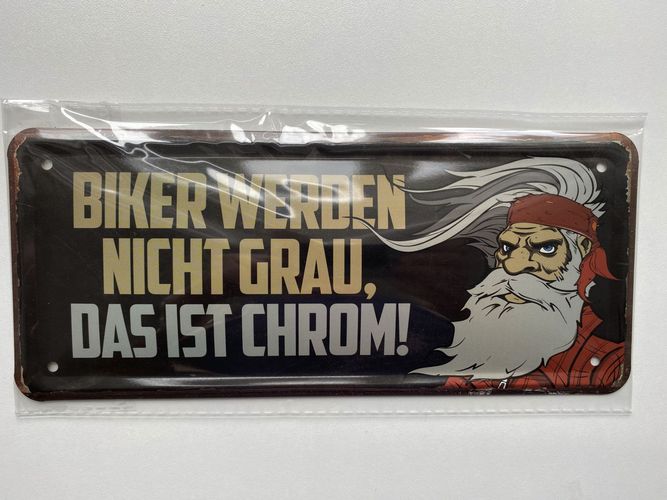 BIKER WERDEN
NICHT GRAU,
DAS IST CHROM!